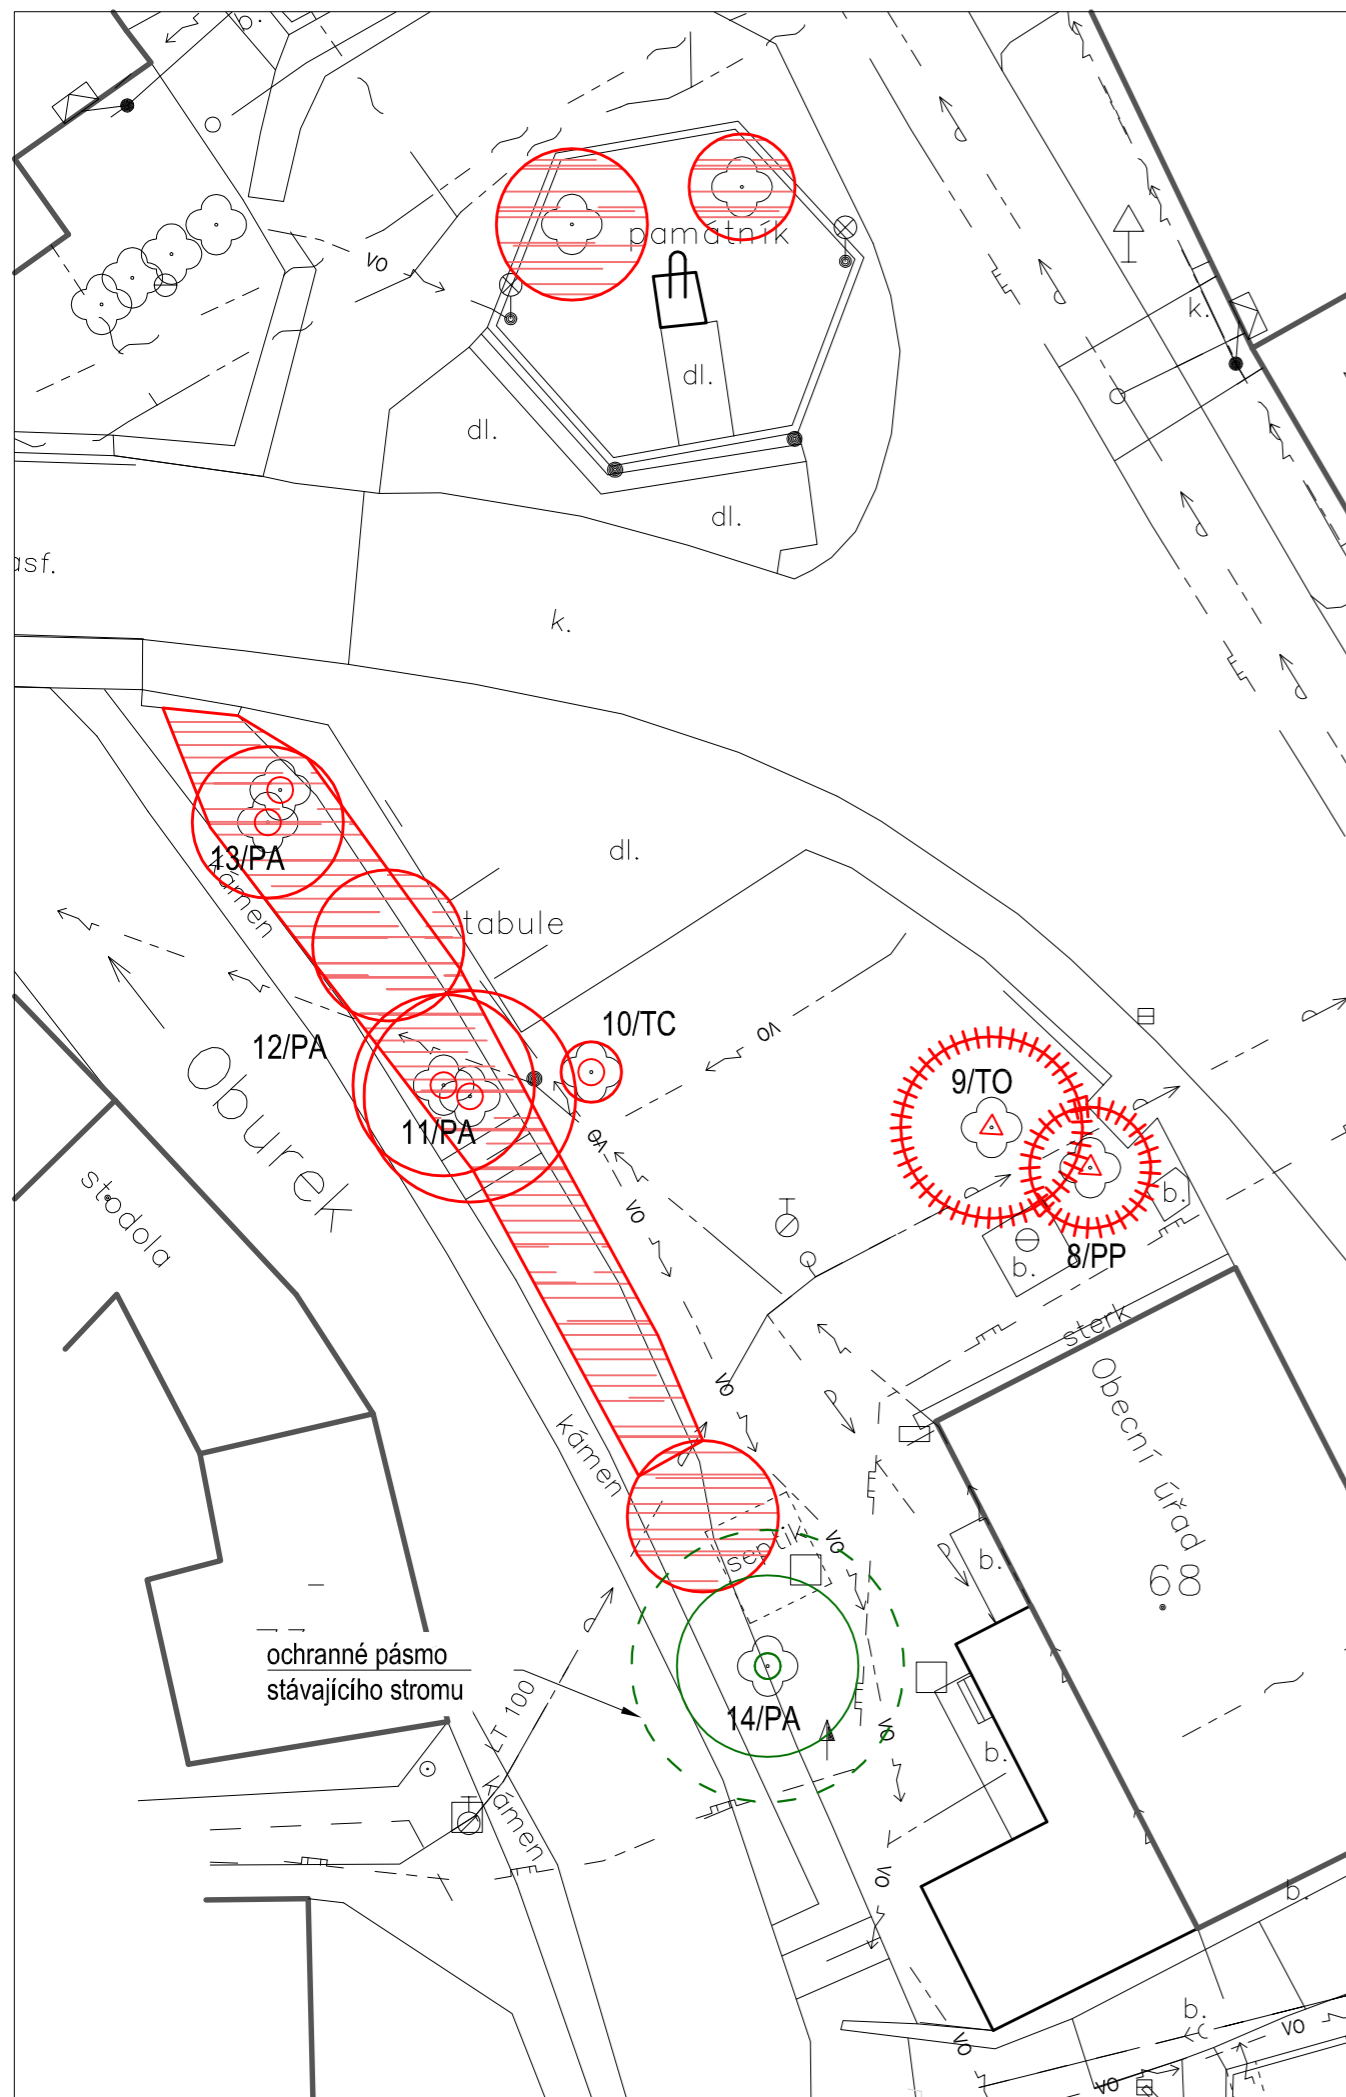 b.
VO
památník
k.
dl.
dl.
dl.
asf.
k.
13/PA
kámen
dl.
tabule
VO
10/TC
12/PA
9/TO
11/PA
VO
Oburek
VO
stodola
b.
b.
8/PP
sterk
VO
Obecní úřad
kámen
septik
VO
b.
68
ochranné pásmo
stávajícího stromu
LT 100
14/PA
VO
b.
kámen
VO
b.
b.
VO
VO
VO